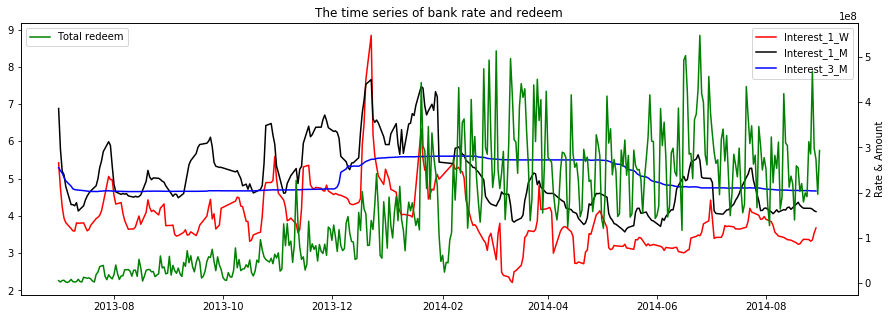 The time series of bank rate and redeem
1e8
Total redeem
Interest_1_W
Interest_1_M
Interest_3_M
9
8
7
6
5
4
3
2
5
4
3
2
1
0
Rate & Amount
2013-08 2013-10 2013-12 2014-02 2014-04 2014-06 2014-08